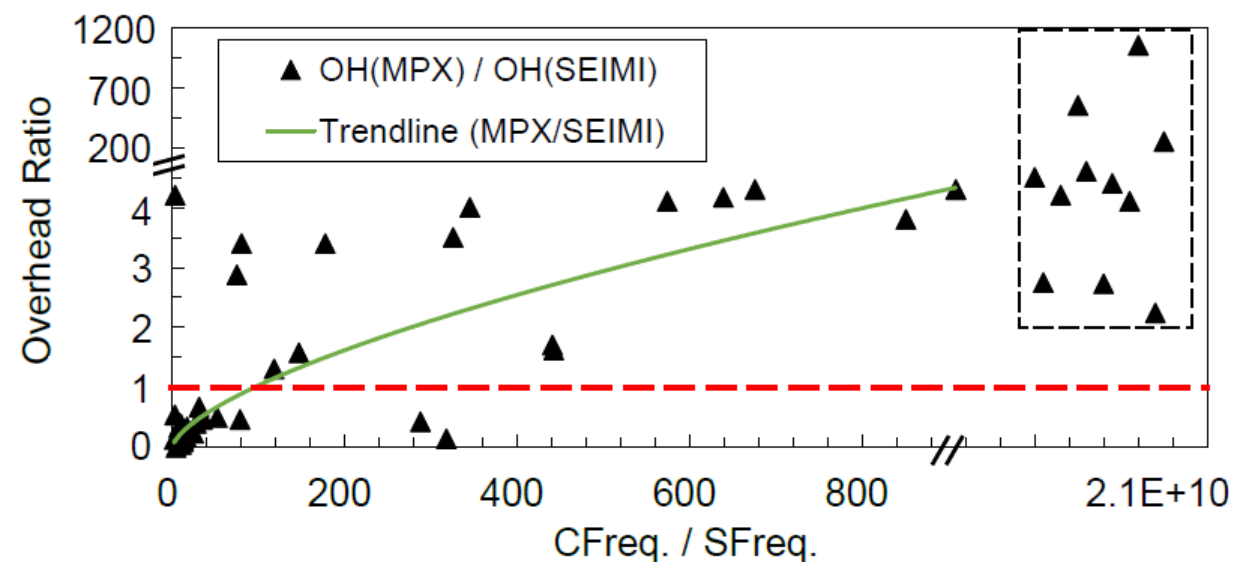 1200
700
200
4
3
2
1
0
Overhead Ratio
OH(MPX) / OH(SEIMI)
Trendline (MPX/SEIMI)
0 200 400 600 800 2.1E+10
CFreq. / SFreq.